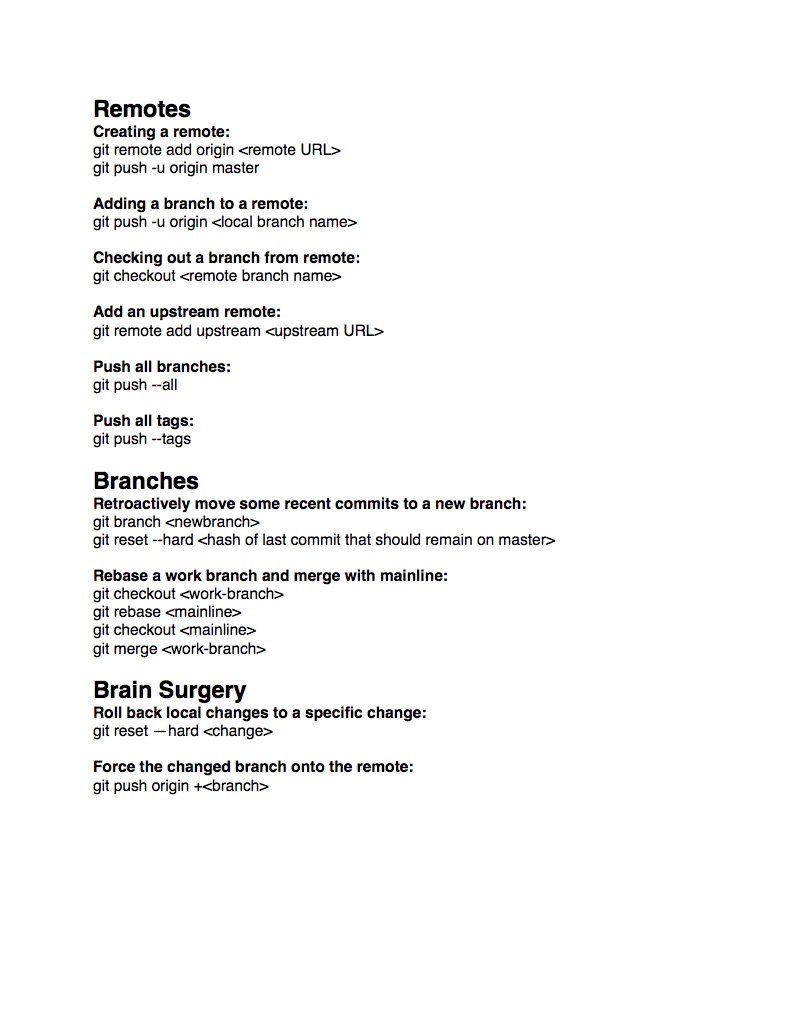 Remotes
Creating a remote:
git remote add origin <remote URL>
git push -u origin master
Adding a branch to a remote:
git push -u origin <local branch name>
Checking out a branch from remote:
git checkout <remote branch name>
Add an upstream remote:
git remote add upstream <upstream URL>
Push all branches:
git push --all
Push all tags:
git push --tags
Branches
Retroactively move some recent commits to a new branch:
git branch <newbranch>
git reset --hard <hash of last commit that should remain on master>
Rebase a work branch and merge with mainline:
git checkout <work-branch>
git rebase <mainline>
git checkout <mainline>
git merge <work-branch>
Brain Surgery
Roll back local changes to a specific change:
git reset —hard <change>
Force the changed branch onto the remote:
git push origin +<branch>